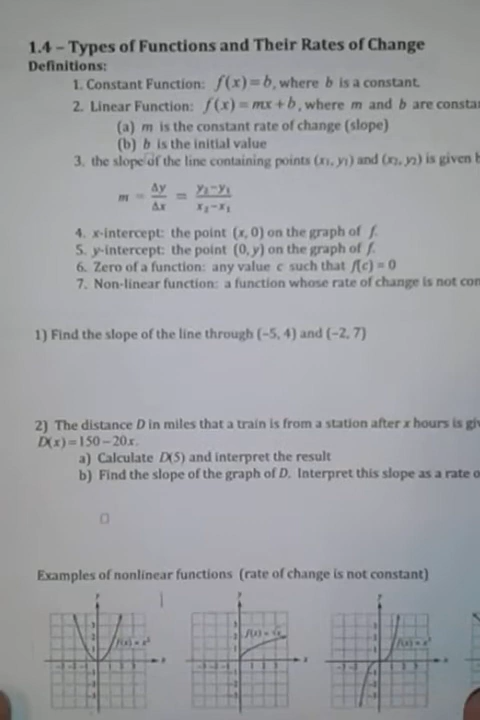 1.4 – Types of Functions and Their Rates of Change
Definitions:
1. Constant Function: f(x)=b, where b is a constant.
2. Linear Function: f(x)=mx+b, where m and b are constan
(a) m is the constant rate of change (slope)
(b) b is the initial value
3. the slope of the line containing points (x₁, y₁) and (x₂, y₂) is given b
m = Δy/Δx = y₂−y₁/x₂−x₁
4. x-intercept: the point (x, 0) on the graph of f.
5. y-intercept: the point (0, y) on the graph of f.
6. Zero of a function: any value c such that f(c)=0
7. Non-linear function: a function whose rate of change is not con
1) Find the slope of the line through (−5, 4) and (−2, 7)
2) The distance D in miles that a train is from a station after x hours is giv
D(x)=150−20x.
a) Calculate D(5) and interpret the result
b) Find the slope of the graph of D. Interpret this slope as a rate o
Examples of nonlinear functions (rate of change is not constant)
f(x)=x²
f(x)=√x
f(x)=x³